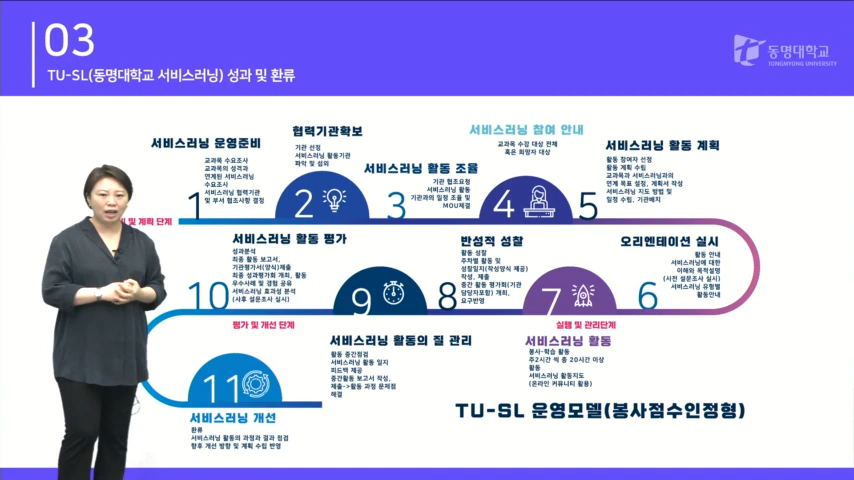 03
TU-SL(동명대학교 서비스러닝) 성과 및 환류
동명대학교
TONGMYONG UNIVERSITY
서비스러닝 운영준비
교과목 수요조사
교과목의 성격과
연계된 서비스러닝
수요조사
서비스러닝 협력기관
및 부서 협조사항 결정
1
협력기관확보
기관 선정
서비스러닝 활동기관
파악 및 섭외
2
서비스러닝 활동 조율
기관 협조요청
서비스러닝 활동
기관과의 일정 조율 및
MOU체결
3
서비스러닝 참여 안내
교과목 수강 대상 전체
혹은 희망자 대상
4
서비스러닝 활동 계획
활동 참여자 선정
활동 계획 수립
교과목과 서비스러닝과의
연계 목표 설정, 계획서 작성
서비스러닝 지도 방법 및
일정 수립, 기관배치
5
및 계획 단계
오리엔테이션 실시
활동 안내
서비스러닝에 대한
이해와 목적설명
(사전 설문조사 실시)
서비스러닝 유형별
활동안내
6
실행 및 관리단계
7
서비스러닝 활동
봉사-학습 활동
주2시간 씩 총 20시간 이상
활동
서비스러닝 활동지도
(온라인 커뮤니티 활용)
반성적 성찰
활동 성찰
주차별 활동 및
성찰일지(작성양식 제공)
작성, 제출
중간 활동 평가회(기관
담당자포함) 개최,
요구반영
8
9
서비스러닝 활동의 질 관리
활동 중간점검
서비스러닝 활동 일지
피드백 제공
중간활동 보고서 작성,
제출->활동 과정 문제점
해결
서비스러닝 활동 평가
성과분석
최종 활동 보고서,
기관평가서(양식)제출
최종 성과평가회 개최, 활동
우수사례 및 경험 공유
서비스러닝 효과성 분석
(사후 설문조사 실시)
10
평가 및 개선 단계
11
서비스러닝 개선
환류
서비스러닝 활동의 과정과 결과 점검
향후 개선 방향 및 계획 수립 반영
TU-SL 운영모델(봉사점수인정형)